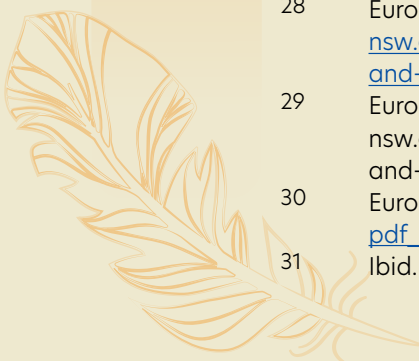 28 Euro
nsw.
and-
29 Euro
nsw.
and-
30 Euro
pdf_
31 Ibid.